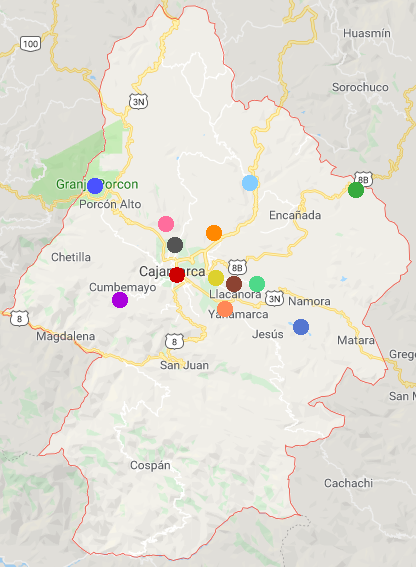 Huasmín
100
Sorochuco
3N
8B
Granja Porcon
Porcón Alto
Encañada
Chetilla
Cajamarca
8B
Cumbemayo
Llacanora
3N
Namora
8
Yanamarca
Magdalena
8
Jesús
Matara
San Juan
Greg
San M
Cospán
Cachachi